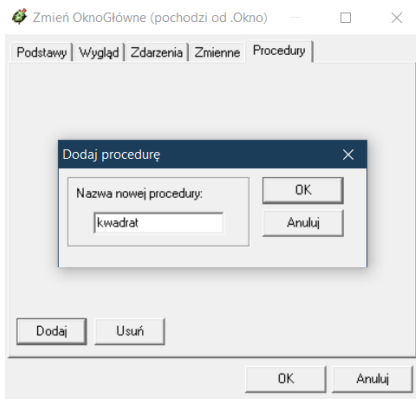 Zmień OknoGłówne (pochodzi od .Okno)
Podstawy Wygląd Zdarzenia Zmienne Procedury
Dodaj procedurę
Nazwa nowej procedury:
OK
kwadrat
Anuluj
Dodaj Usuń
OK Anuluj